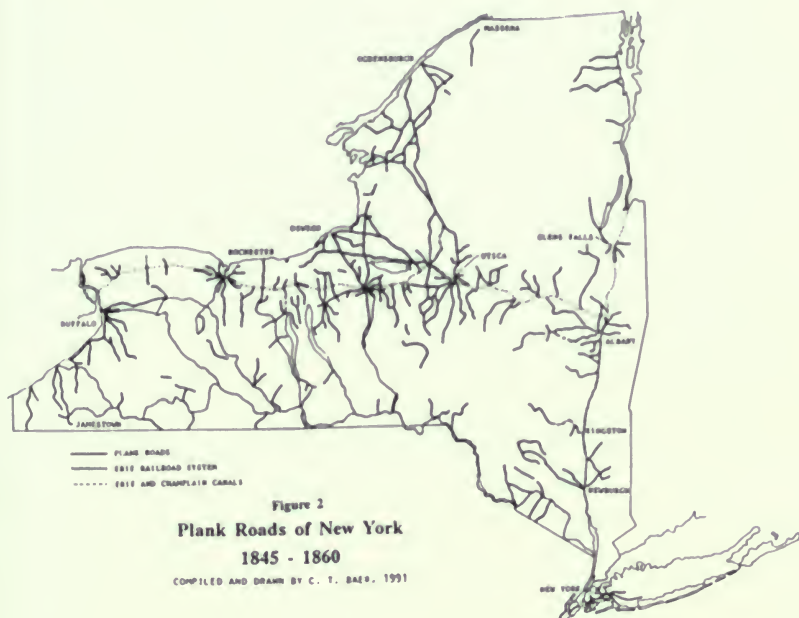 MASSENA
OGDENSBURGH
OSWEGO
ROCHESTER
GLENS FALLS
UTICA
BUFFALO
ALBANY
JAMESTOWN
KINGSTON
NEWBURGH
NEW YORK
PLANK ROADS
ERIE RAILROAD SYSTEM
ERIE AND CHAMPLAIN CANALS
Figure 2
Plank Roads of New York
1845 - 1860
COMPILED AND DRAWN BY C. T. BAER, 1991